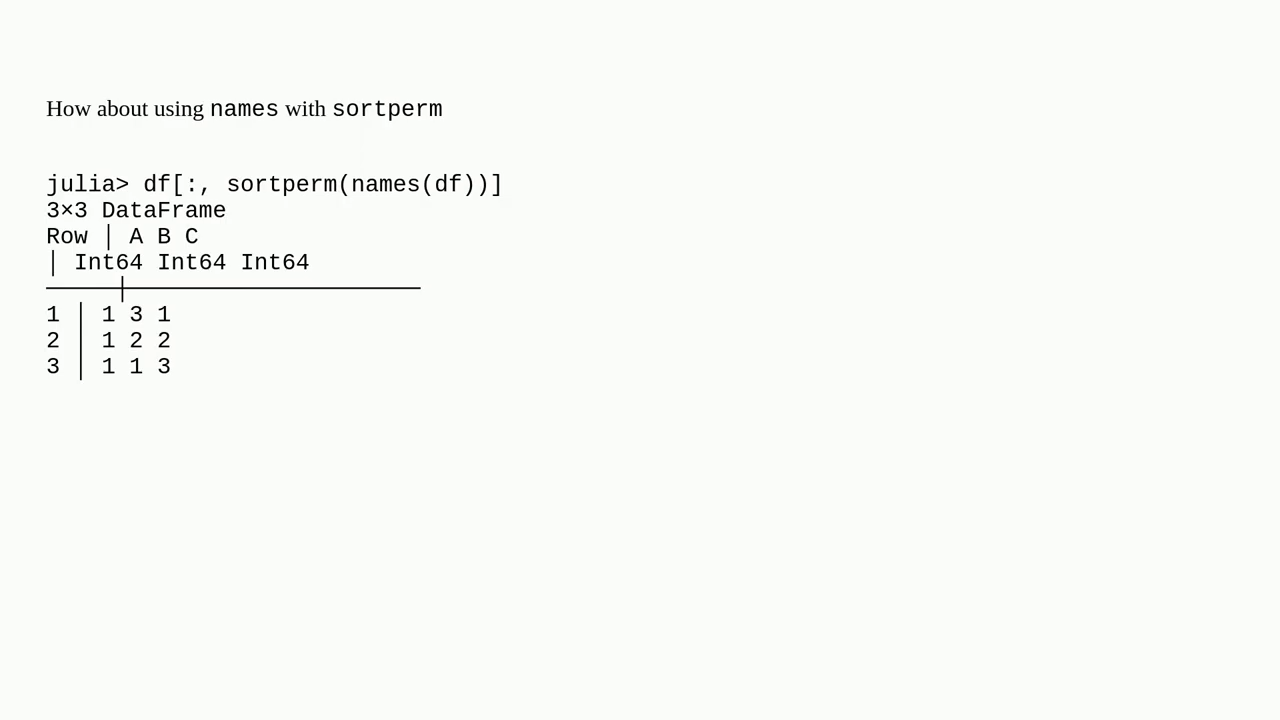 How about using names with sortperm
julia> df[:, sortperm(names(df))]
3×3 DataFrame
Row │ A B C
│ Int64 Int64 Int64
─────┼─────────────────────
1 │ 1 3 1
2 │ 1 2 2
3 │ 1 1 3